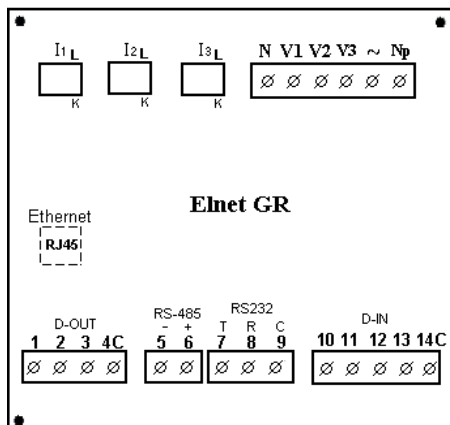 I1 L I2 L I3 L N V1 V2 V3 ~ Np
K K K
Elnet GR
Ethernet
RJ45
D-OUT RS-485 RS232 D-IN
- + T R C
1 2 3 4C 5 6 7 8 9 10 11 12 13 14C